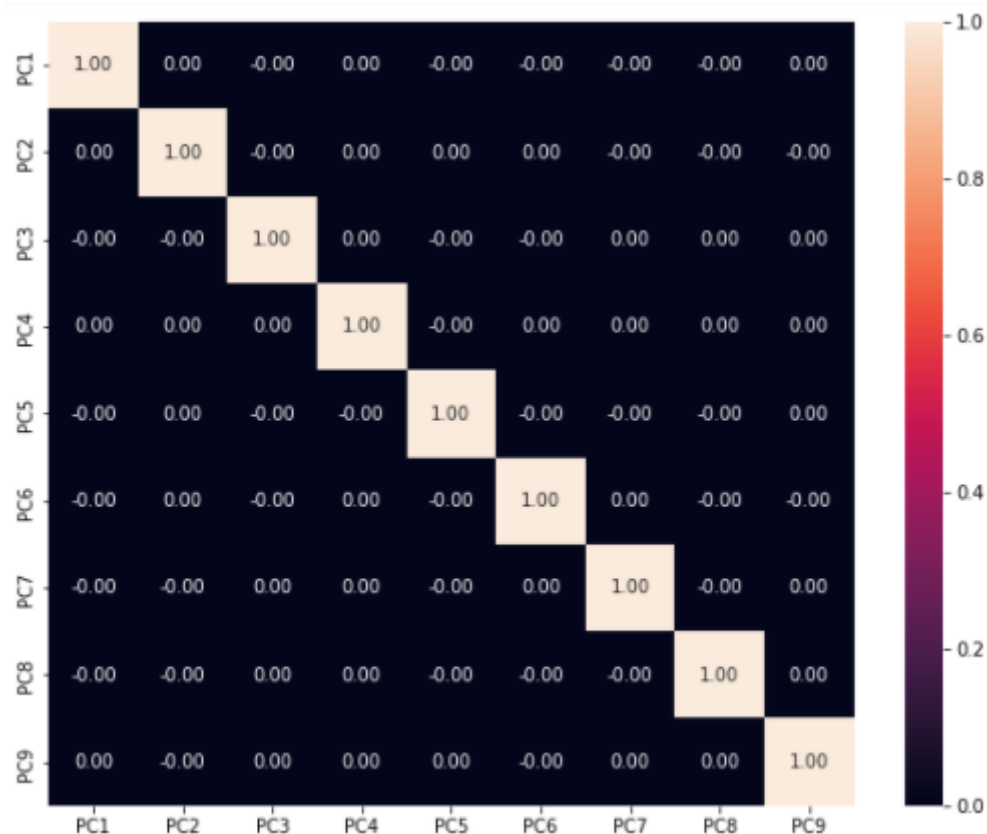 1.0
PC1 1.00 0.00 -0.00 0.00 -0.00 -0.00 -0.00 -0.00 0.00
PC2 0.00 1.00 -0.00 0.00 0.00 0.00 -0.00 -0.00 -0.00
0.8
PC3 -0.00 -0.00 1.00 0.00 -0.00 -0.00 0.00 0.00 0.00
PC4 0.00 0.00 0.00 1.00 -0.00 0.00 0.00 0.00 0.00
0.6
PC5 -0.00 0.00 -0.00 -0.00 1.00 -0.00 -0.00 -0.00 0.00
0.4
PC6 -0.00 0.00 -0.00 0.00 -0.00 1.00 0.00 -0.00 -0.00
PC7 -0.00 -0.00 0.00 0.00 -0.00 0.00 1.00 -0.00 0.00
0.2
PC8 -0.00 -0.00 0.00 0.00 -0.00 -0.00 -0.00 1.00 0.00
PC9 0.00 -0.00 0.00 0.00 0.00 -0.00 0.00 0.00 1.00
0.0
PC1 PC2 PC3 PC4 PC5 PC6 PC7 PC8 PC9